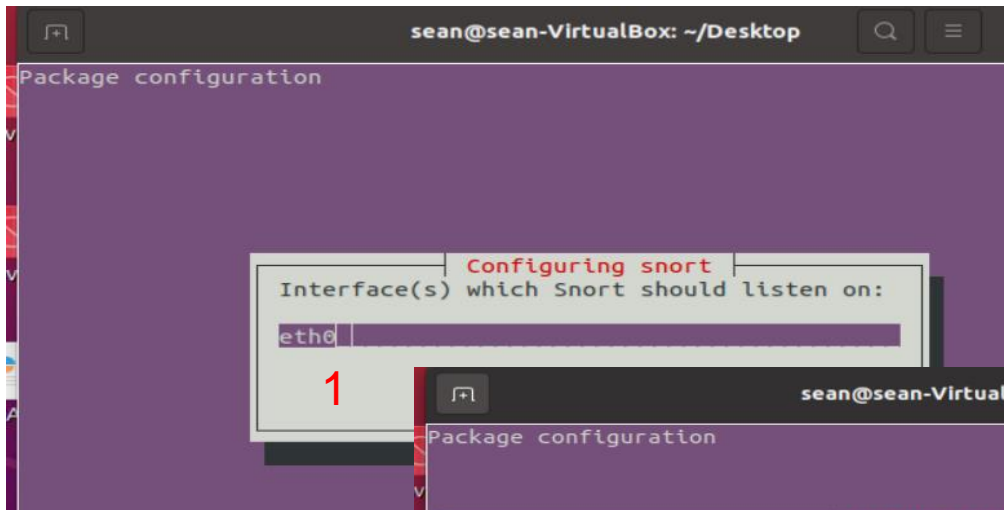 sean@sean-VirtualBox: ~/Desktop
Package configuration
Configuring snort
Interface(s) which Snort should listen on:
eth0
1
sean@sean-Virtual
Package configuration